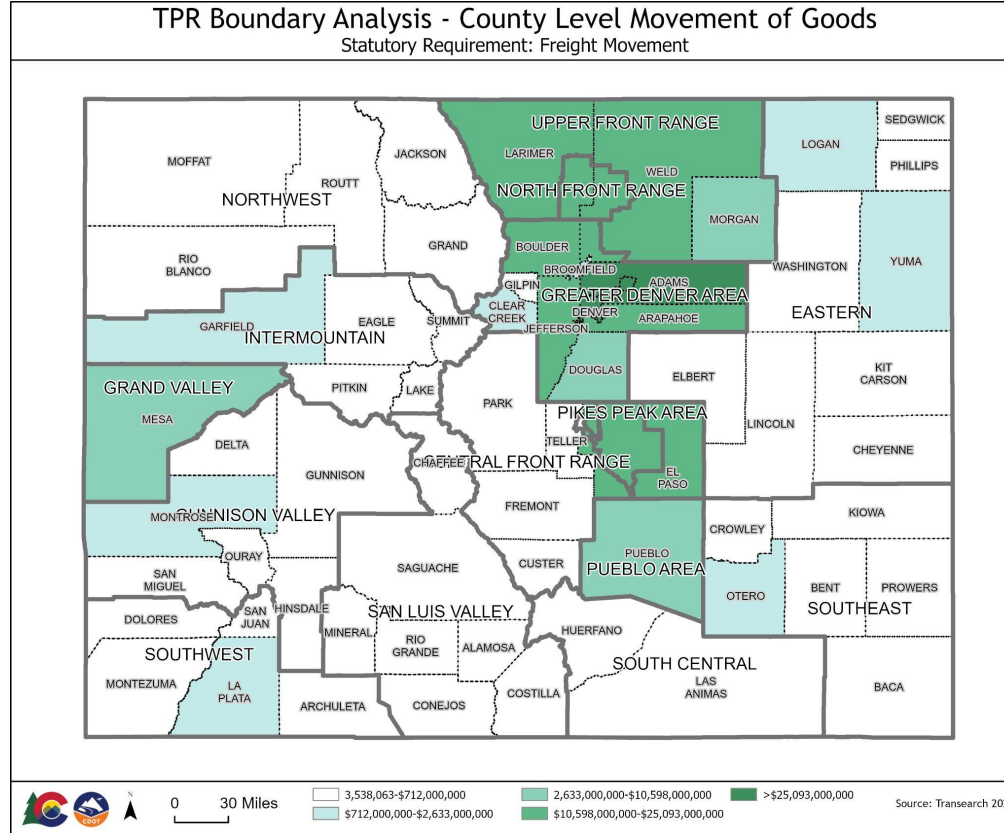 TPR Boundary Analysis - County Level Movement of Goods
Statutory Requirement: Freight Movement
SEDGWICK
LOGAN
PHILLIPS
UPPER FRONT RANGE
LARIMER
WELD
NORTH FRONT RANGE
MOFFAT
JACKSON
ROUTT
NORTHWEST
MORGAN
GRAND
RIO
BLANCO
BOULDER
BROOMFIELD
GILPIN
ADAMS
GREATER DENVER AREA
CLEAR
CREEK
DENVER
JEFFERSON
ARAPAHOE
WASHINGTON
YUMA
EASTERN
GARFIELD
EAGLE
SUMMIT
INTERMOUNTAIN
DOUGLAS
ELBERT
KIT
CARSON
PITKIN
LAKE
PARK
GRAND VALLEY
MESA
LINCOLN
CHEYENNE
PIKES PEAK AREA
TELLER
EL
PASO
DELTA
GUNNISON
CHAFFEE
CENTRAL FRONT RANGE
FREMONT
MONTROSE
GUNNISON VALLEY
OURAY
CROWLEY
KIOWA
PUEBLO
PUEBLO AREA
SAN
MIGUEL
SAGUACHE
CUSTER
OTERO
BENT
PROWERS
SOUTHEAST
DOLORES
SAN
JUAN
HINSDALE
SAN LUIS VALLEY
MINERAL
RIO
GRANDE
ALAMOSA
HUERFANO
SOUTHWEST
MONTEZUMA
LA
PLATA
ARCHULETA
CONEJOS
COSTILLA
SOUTH CENTRAL
LAS
ANIMAS
BACA
CDOT
N
0 30 Miles
3,538,063-$712,000,000
$712,000,000-$2,633,000,000
2,633,000,000-$10,598,000,000
$10,598,000,000-$25,093,000,000
>$25,093,000,000
Source: Transearch 20